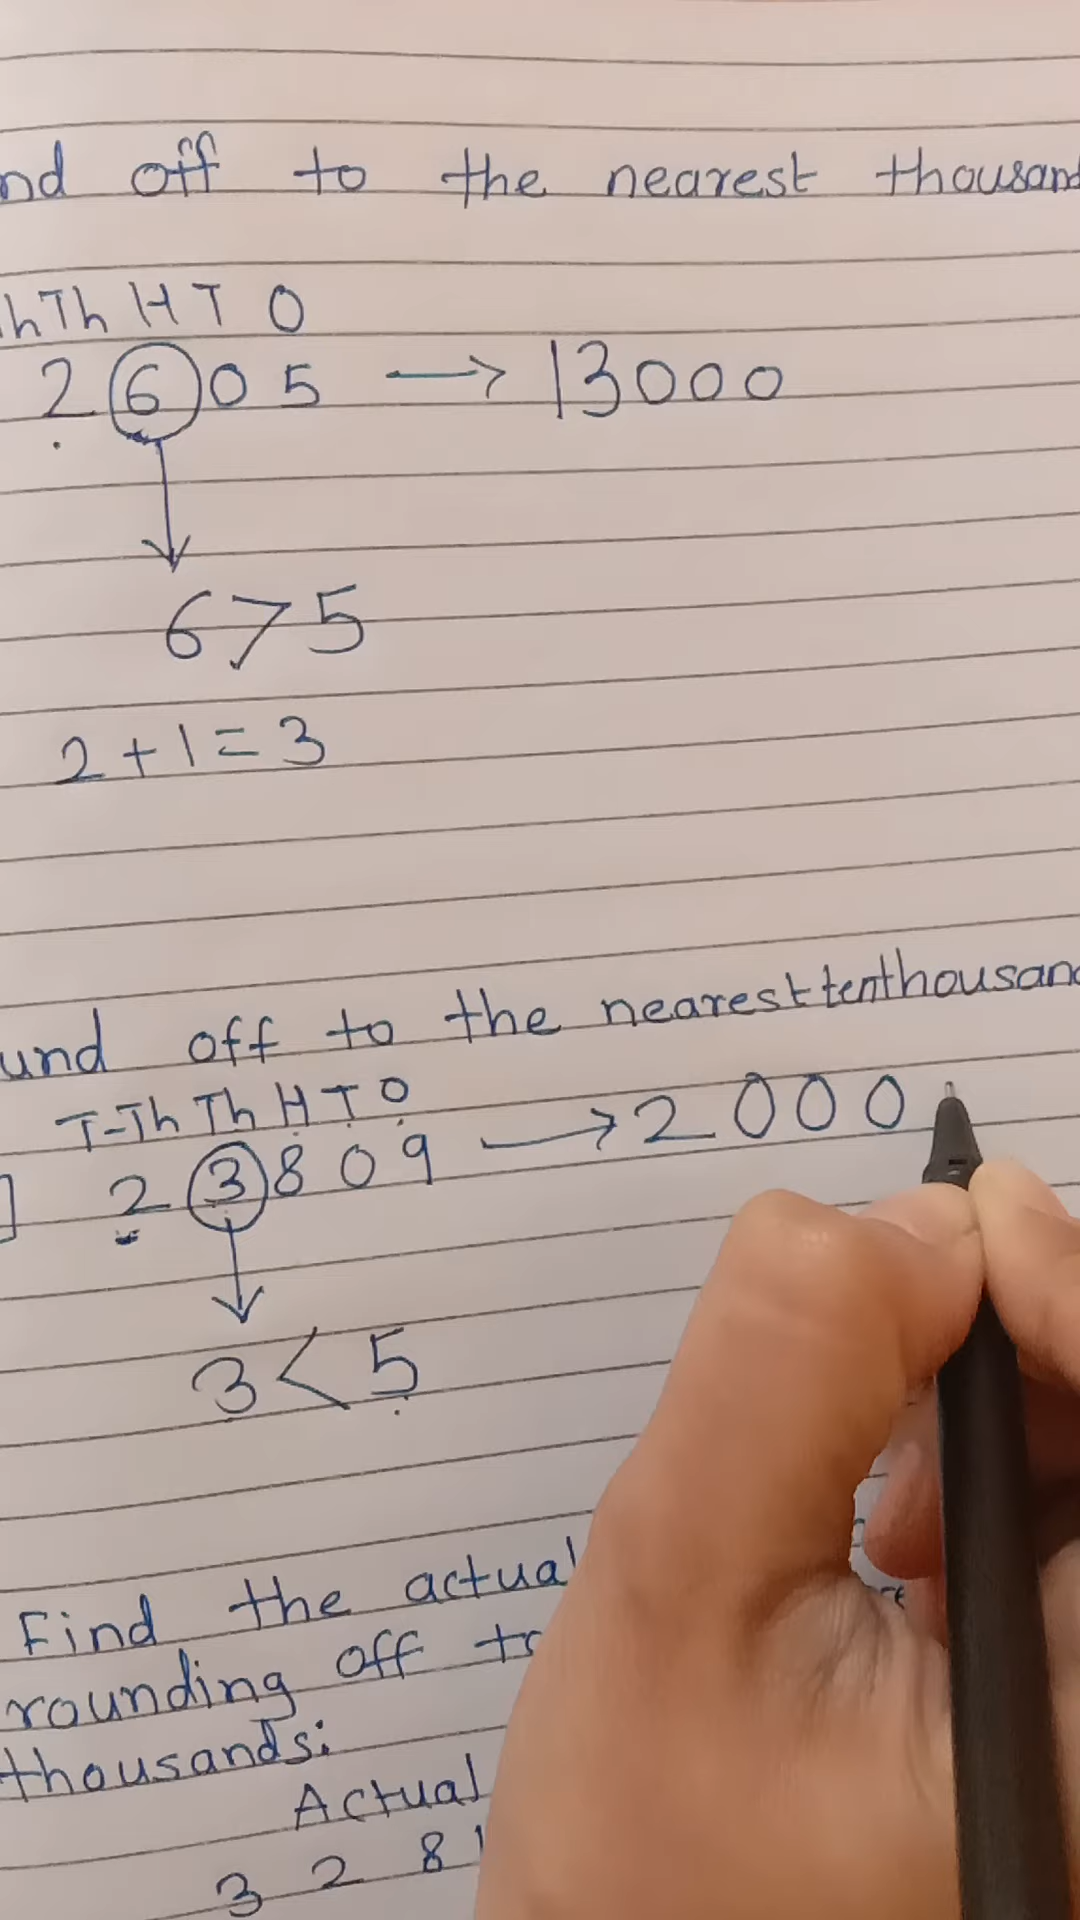 nd off to the nearest thousand
hTh H T O
2 6 0 5 → 13000
6 > 5
2 + 1 = 3
und off to the nearest tenthousand
T-Th Th H T O
] 2 3 8 0 9 → 2 0 0 0
3 < 5
Find the actual
rounding off to
thousands:
Actual
3 2 8 1